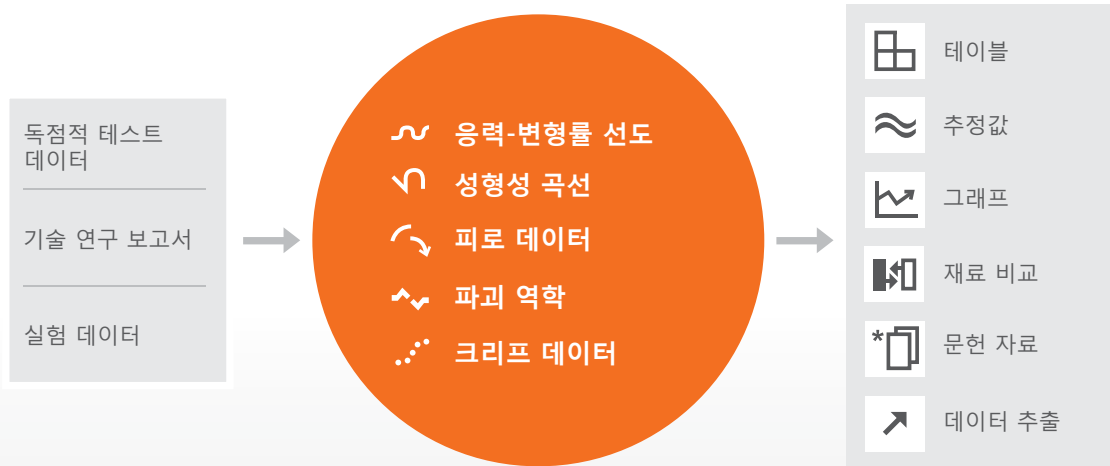 독점적 테스트
데이터
기술 연구 보고서
실험 데이터
응력-변형률 선도
성형성 곡선
피로 데이터
파괴 역학
크리프 데이터
테이블
추정값
그래프
재료 비교
문헌 자료
데이터 추출